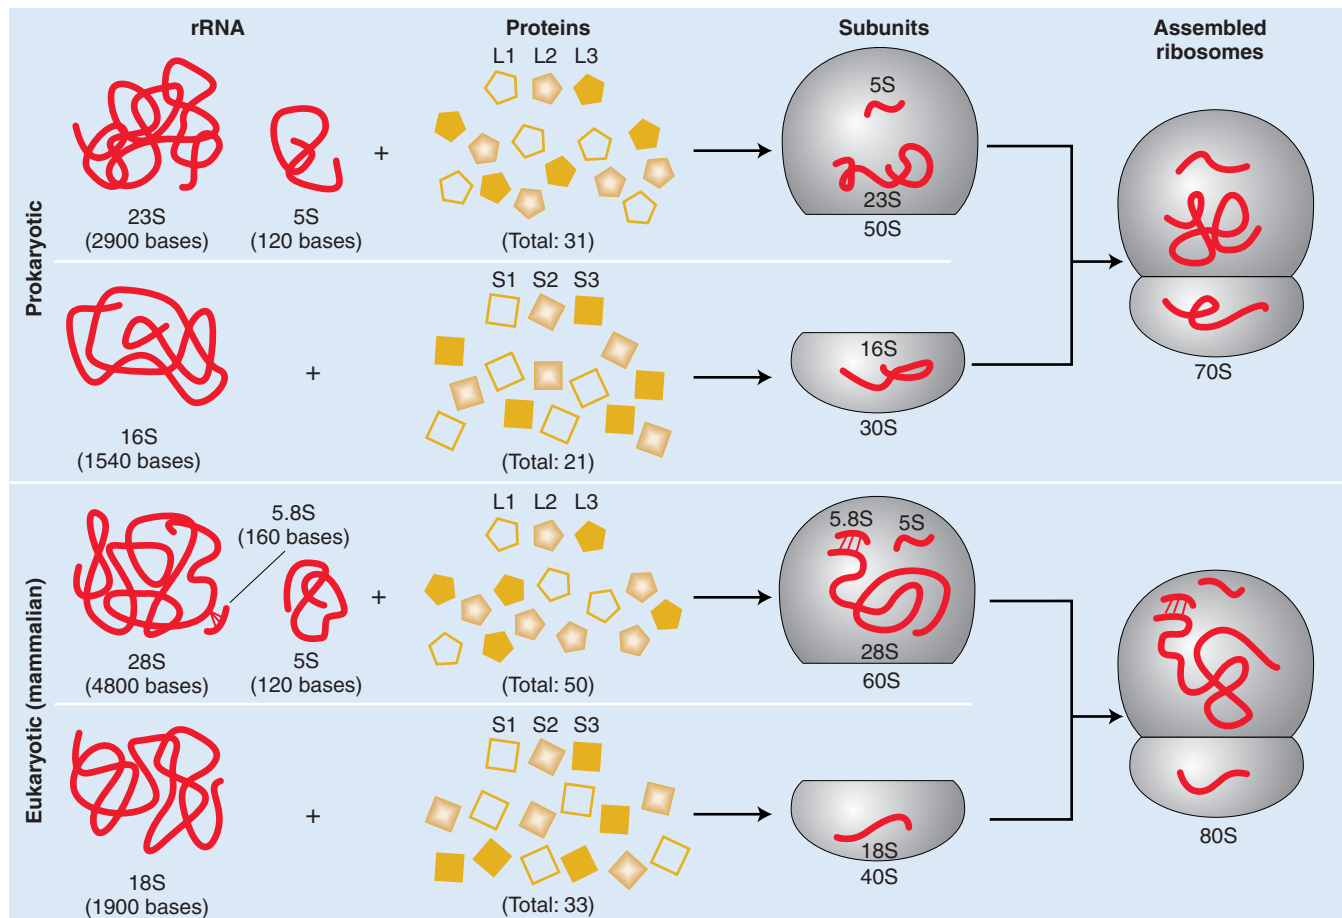 rRNA
Proteins
Subunits
Assembled
ribosomes
Prokaryotic
L1 L2 L3
+
23S
(2900 bases)
5S
(120 bases)
(Total: 31)
5S
23S
50S
S1 S2 S3
+
16S
(1540 bases)
(Total: 21)
16S
30S
70S
Eukaryotic (mammalian)
5.8S
(160 bases)
L1 L2 L3
+
28S
(4800 bases)
5S
(120 bases)
(Total: 50)
5.8S
5S
28S
60S
S1 S2 S3
+
18S
(1900 bases)
(Total: 33)
18S
40S
80S